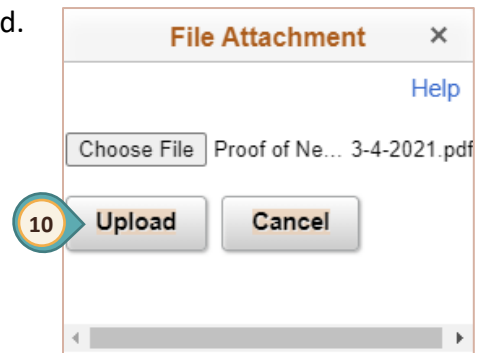 d.
File Attachment ×
Help
Choose File Proof of Ne... 3-4-2021.pdf
10 Upload Cancel